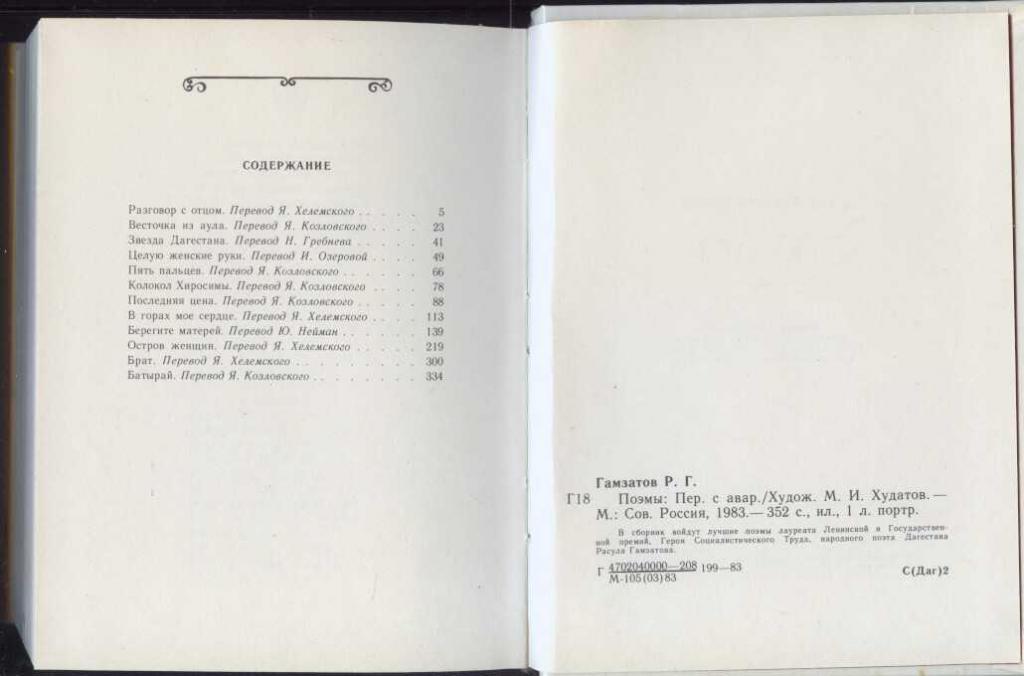 СОДЕРЖАНИЕ
Разговор с отцом. Перевод Я. Хелемского . . . . . 5
Весточка из аула. Перевод Я. Козловского . . . . 23
Звезда Дагестана. Перевод Н. Гребнева . . . . . 41
Целую женские руки. Перевод И. Озеровой . . . . 49
Пять пальцев. Перевод Я. Козловского . . . . . . 66
Колокол Хиросимы. Перевод Я. Козловского . . . . 78
Последняя цена. Перевод Я. Козловского . . . . . 88
В горах мое сердце. Перевод Я. Хелемского . . . . 113
Берегите матерей. Перевод Ю. Нейман . . . . . . 139
Остров женщин. Перевод Я. Хелемского . . . . . 219
Брат. Перевод Я. Хелемского . . . . . . . . . 300
Батырай. Перевод Я. Козловского . . . . . . . . 334
Гамзатов Р. Г.
Г18 Поэмы: Пер. с авар./Худож. М. И. Худатов.—
М.: Сов. Россия, 1983.— 352 с., ил., 1 л. портр.
В сборник войдут лучшие поэмы лауреата Ленинской и Государствен-
ной премий, Героя Социалистического Труда, народного поэта Дагестана
Расула Гамзатова.
Г 4702040000—208 199—83
М-105(03)83
С(Даг)2